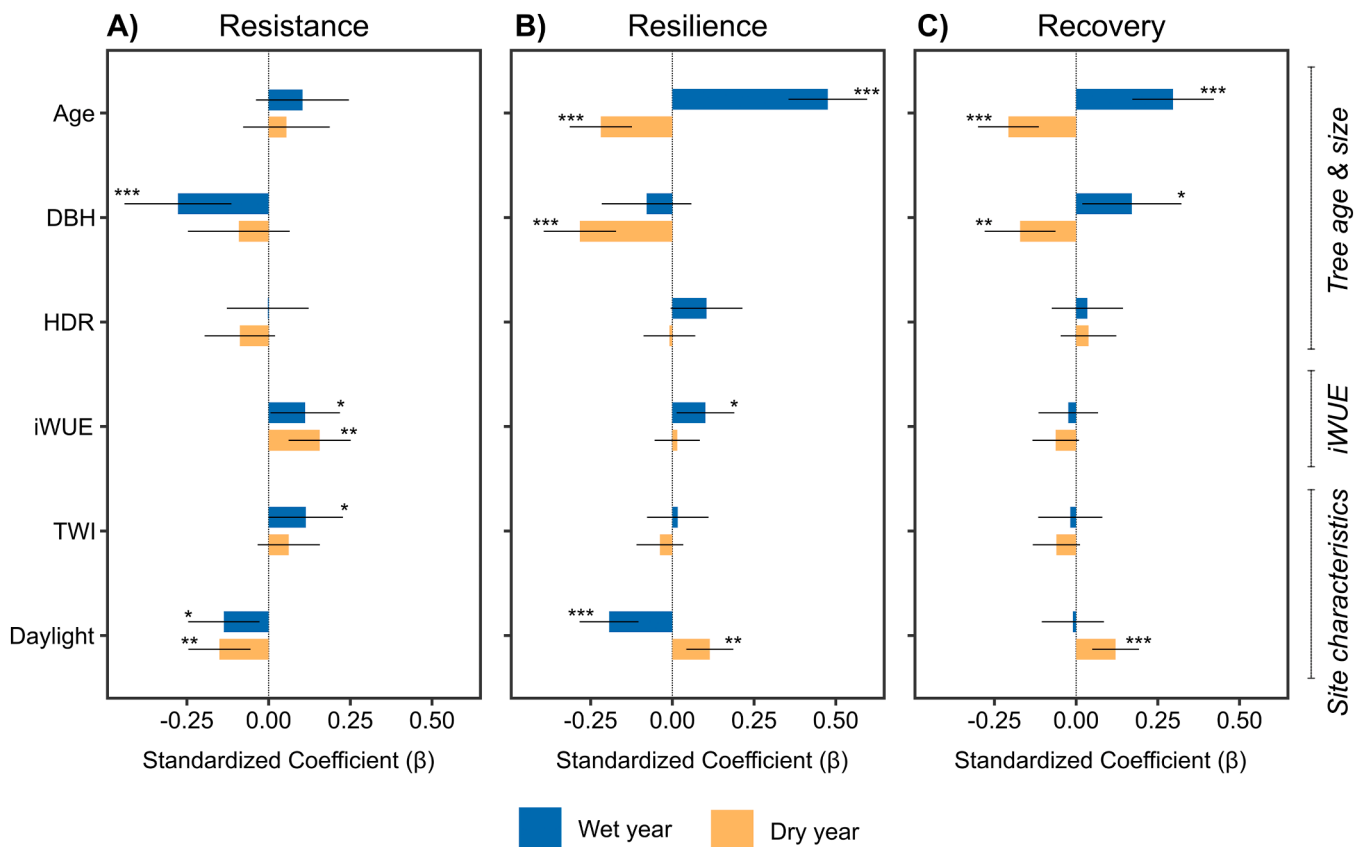 A) Resistance
B) Resilience
C) Recovery
Age
DBH
HDR
iWUE
TWI
Daylight
***
*
**
*
*
**
***
***
***
*
***
**
***
***
*
**
***
Tree age & size
iWUE
Site characteristics
-0.25 0.00 0.25 0.50
-0.25 0.00 0.25 0.50
-0.25 0.00 0.25 0.50
Standardized Coefficient (β)
Standardized Coefficient (β)
Standardized Coefficient (β)
Wet year
Dry year